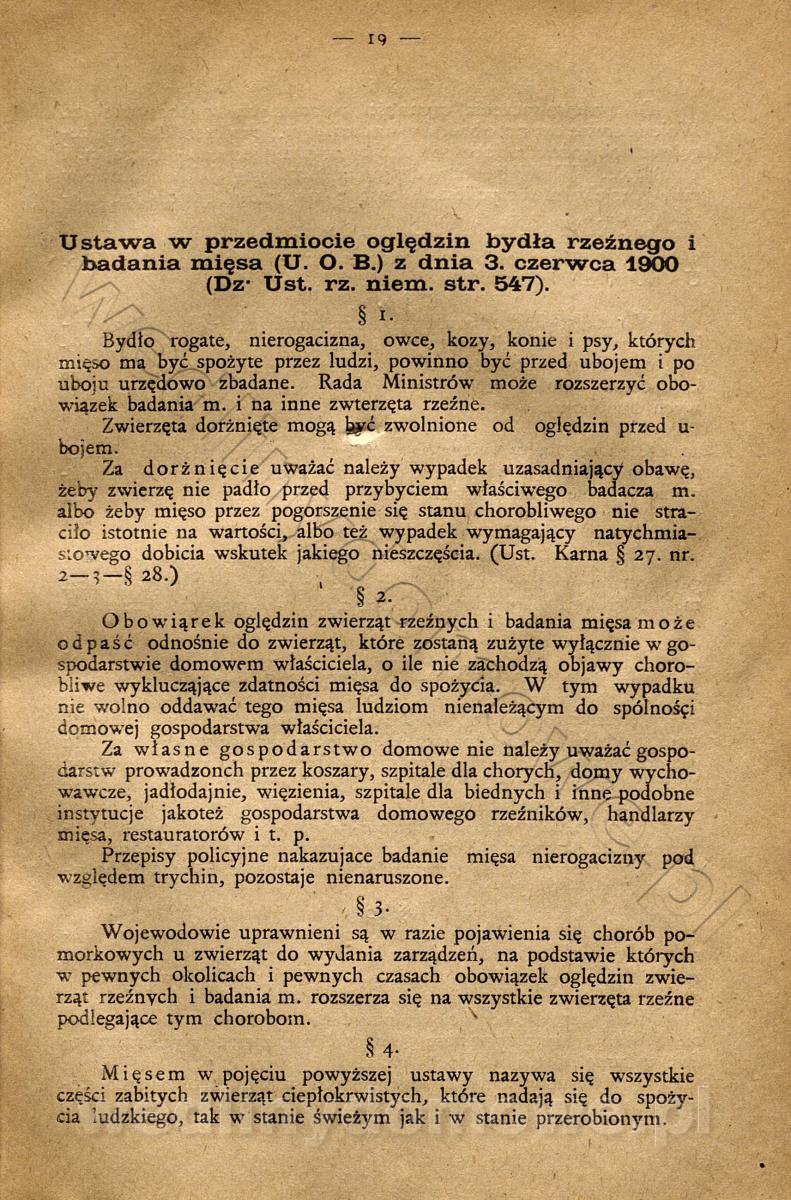 — 19 —
Ustawa w przedmiocie oględzin bydła rzeźnego i
badania mięsa (U. O. B.) z dnia 3. czerwca 1900
(Dz· Ust. rz. niem. str. 547).
§ 1.
Bydło rogate, nierogacizna, owce, kozy, konie i psy, których
mięso ma być spożyte przez ludzi, powinno być przed ubojem i po
uboju urzędowo zbadane. Rada Ministrów może rozszerzyć obo-
wiązek badania m. i na inne zwterzęta rzeźne.
Zwierzęta dorżnięte mogą być zwolnione od oględzin przed u-
bojem.
Za dorżnięcie uważać należy wypadek uzasadniający obawę,
żeby zwierzę nie padło przed przybyciem właściwego badacza m.
albo żeby mięso przez pogorszenie się stanu chorobliwego nie stra-
ciło istotnie na wartości, albo też wypadek wymagający natychmia-
stowego dobicia wskutek jakiego nieszczęścia. (Ust. Karna § 27. nr.
2—3—§ 28.)
§ 2.
Obowiąrek oględzin zwierząt rzeźnych i badania mięsa może
odpaść odnośnie do zwierząt, które zostaną zużyte wyłącznie w go-
spodarstwie domowem właściciela, o ile nie zachodzą objawy choro-
bliwe wykluczające zdatności mięsa do spożycia. W tym wypadku
nie wolno oddawać tego mięsa ludziom nienależącym do spólnośçi
domowej gospodarstwa właściciela.
Za własne gospodarstwo domowe nie należy uważać gospo-
darstw prowadzonch przez koszary, szpitale dla chorych, domy wycho-
wawcze, jadłodajnie, więzienia, szpitale dla biednych i inne podobne
instytucje jakoteż gospodarstwa domowego rzeźników, handlarzy
mięsa, restauratorów i t. p.
Przepisy policyjne nakazujace badanie mięsa nierogacizny pod
względem trychin, pozostaje nienaruszone.
§ 3.
Wojewodowie uprawnieni są w razie pojawienia się chorób po-
morkowych u zwierząt do wydania zarządzeń, na podstawie których
w pewnych okolicach i pewnych czasach obowiązek oględzin zwie-
rząt rzeźnych i badania m. rozszerza się na wszystkie zwierzęta rzeźne
podlegające tym chorobom.
§ 4.
Mięsem w pojęciu powyższej ustawy nazywa się wszystkie
części zabitych zwierząt ciepłokrwistych, które nadają się do spoży-
cia ludzkiego, tak w stanie świeżym jak i w stanie przerobionym.